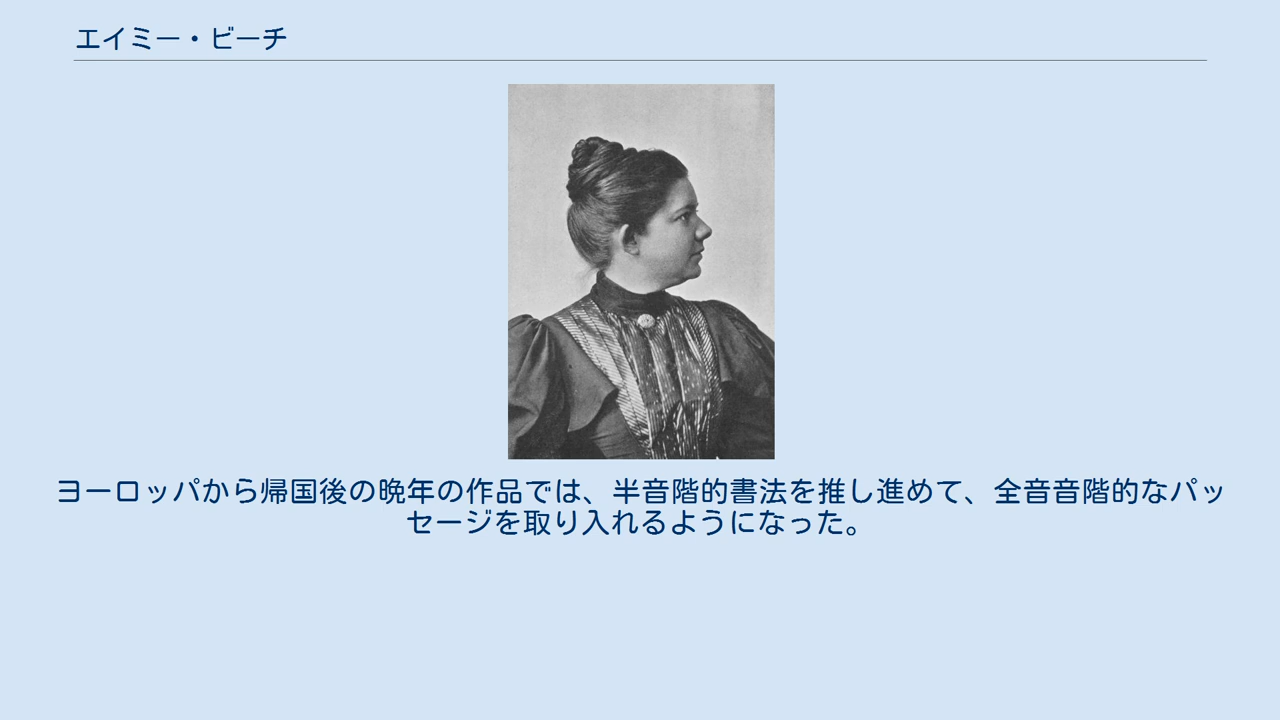 エイミー・ビーチ
ヨーロッパから帰国後の晩年の作品では、半音階的書法を推し進めて、全音音階的なパッ
セージを取り入れるようになった。